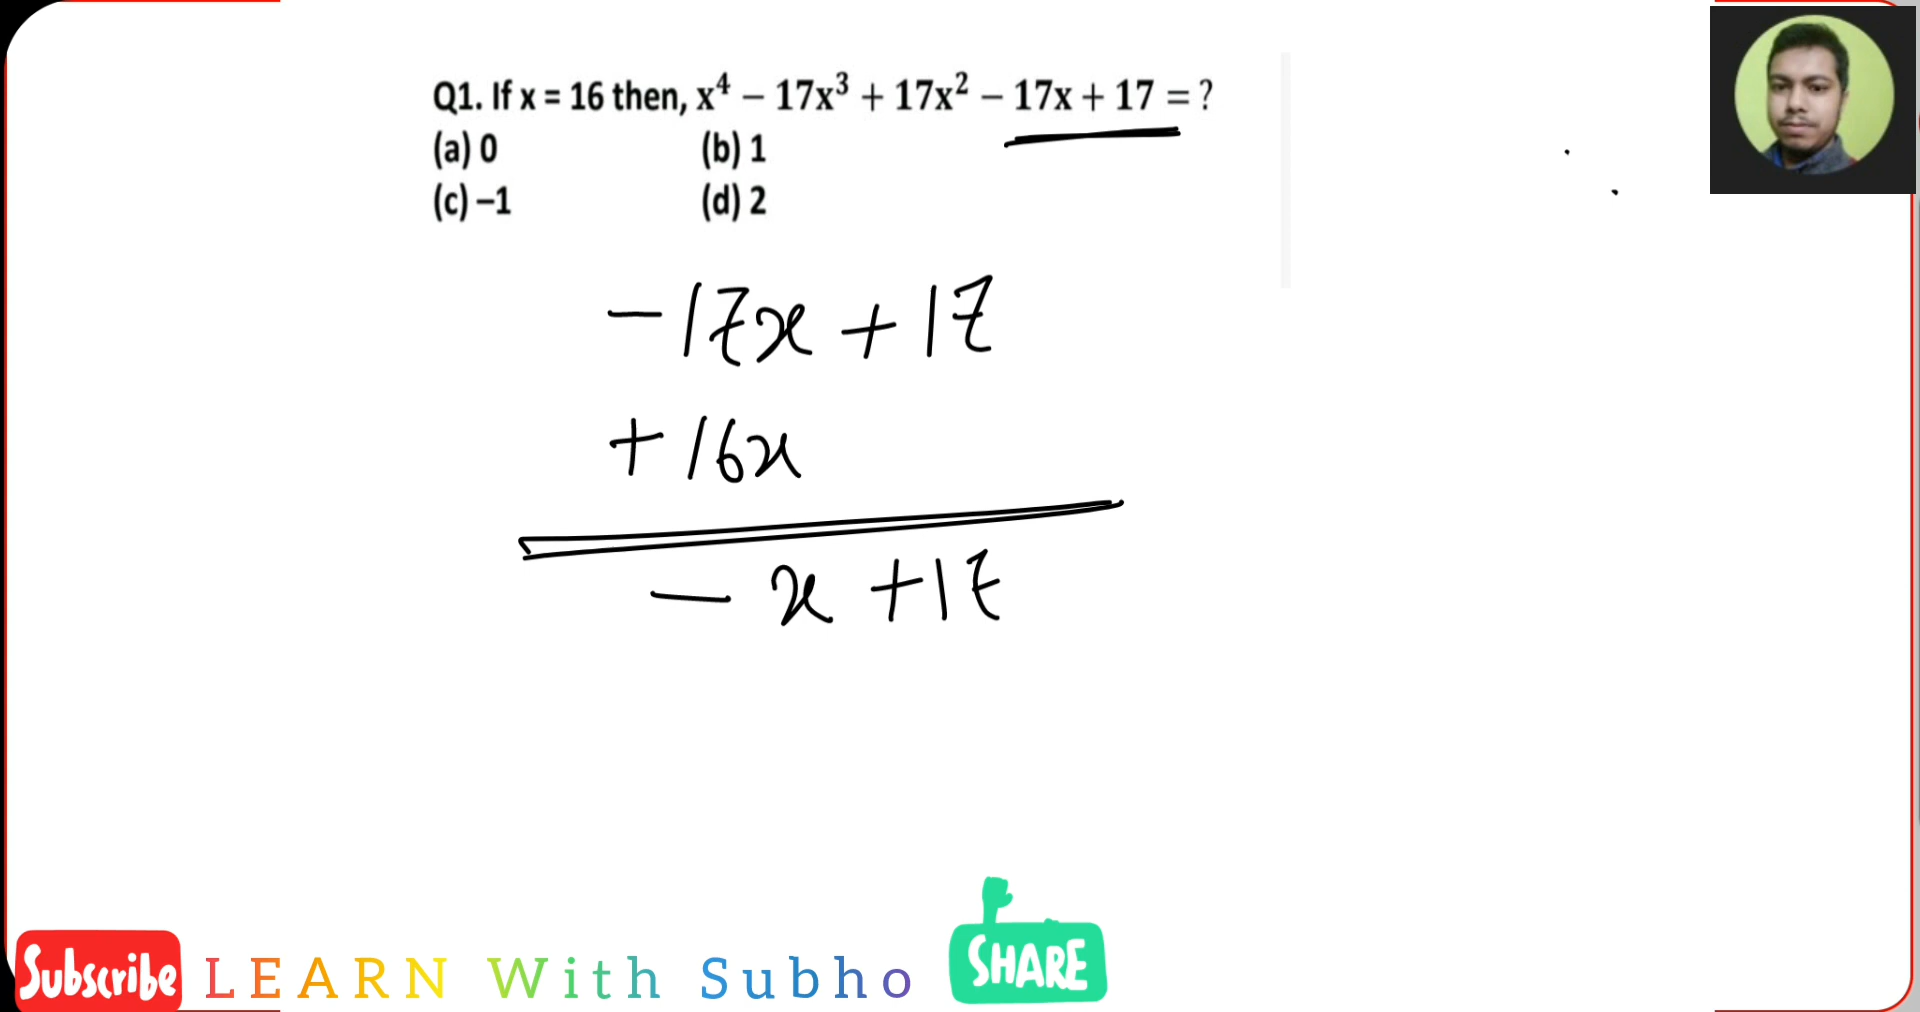 Q1. If x = 16 then, x⁴ − 17x³ + 17x² − 17x + 17 = ?
(a) 0 (b) 1
(c) –1 (d) 2
−17x + 17
+16x
− x +17
Subscribe LEARN With Subho SHARE